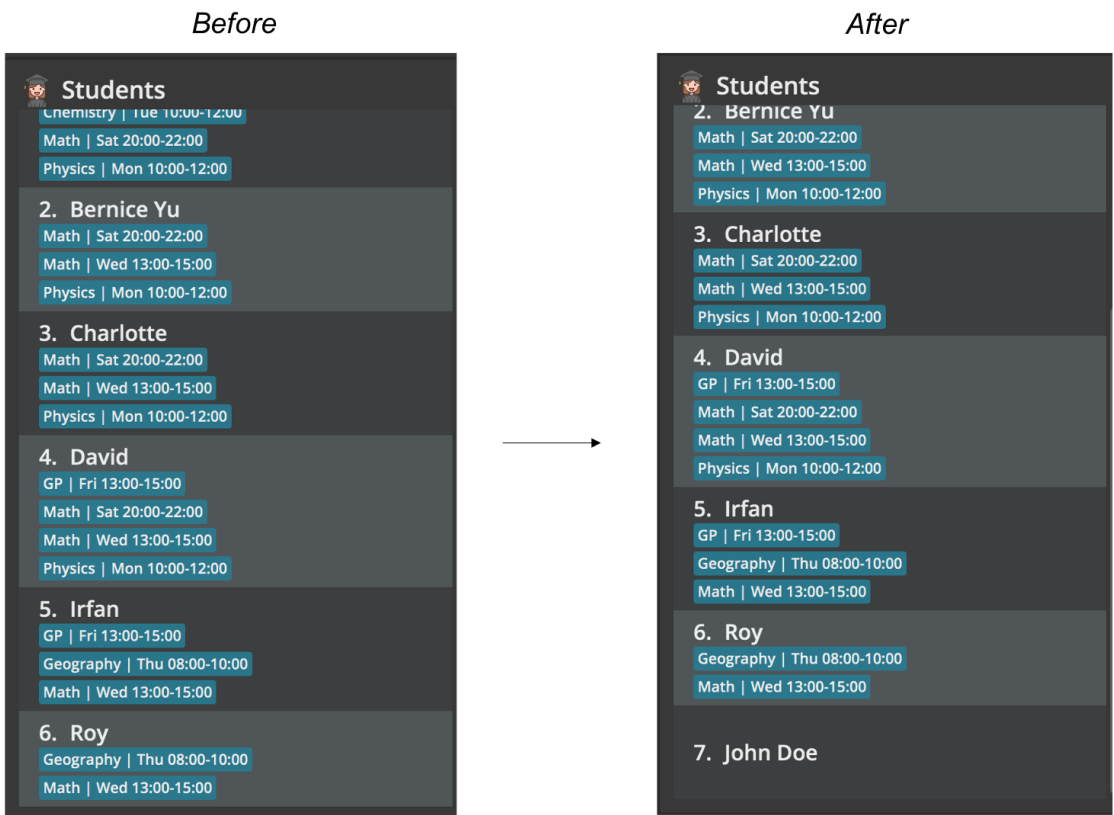 Before
Students
Chemistry | Tue 10:00-12:00
Math | Sat 20:00-22:00
Physics | Mon 10:00-12:00
2. Bernice Yu
Math | Sat 20:00-22:00
Math | Wed 13:00-15:00
Physics | Mon 10:00-12:00
3. Charlotte
Math | Sat 20:00-22:00
Math | Wed 13:00-15:00
Physics | Mon 10:00-12:00
4. David
GP | Fri 13:00-15:00
Math | Sat 20:00-22:00
Math | Wed 13:00-15:00
Physics | Mon 10:00-12:00
5. Irfan
GP | Fri 13:00-15:00
Geography | Thu 08:00-10:00
Math | Wed 13:00-15:00
6. Roy
Geography | Thu 08:00-10:00
Math | Wed 13:00-15:00
After
Students
2. Bernice Yu
Math | Sat 20:00-22:00
Math | Wed 13:00-15:00
Physics | Mon 10:00-12:00
3. Charlotte
Math | Sat 20:00-22:00
Math | Wed 13:00-15:00
Physics | Mon 10:00-12:00
4. David
GP | Fri 13:00-15:00
Math | Sat 20:00-22:00
Math | Wed 13:00-15:00
Physics | Mon 10:00-12:00
5. Irfan
GP | Fri 13:00-15:00
Geography | Thu 08:00-10:00
Math | Wed 13:00-15:00
6. Roy
Geography | Thu 08:00-10:00
Math | Wed 13:00-15:00
7. John Doe